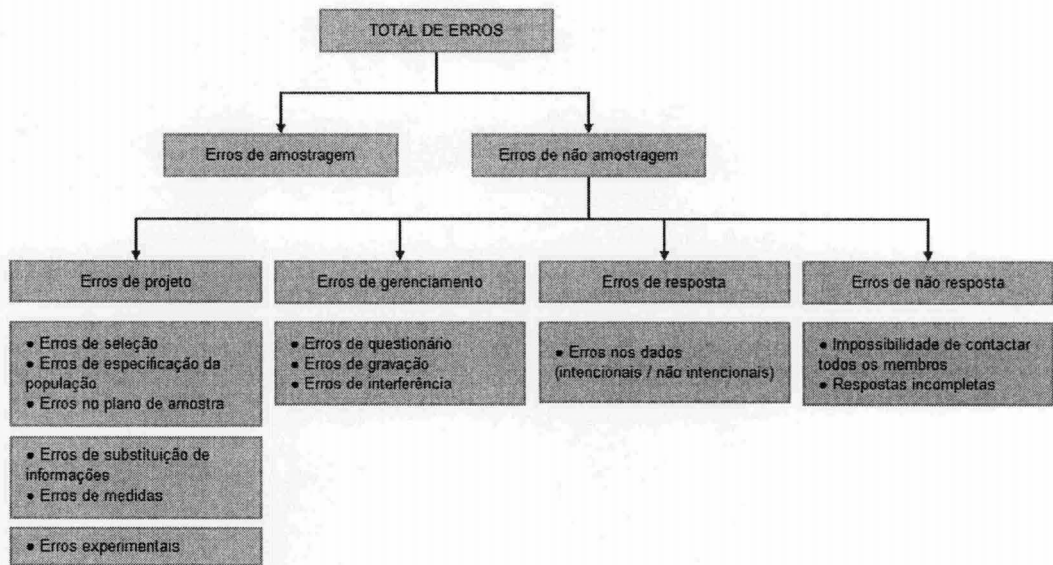 TOTAL DE ERROS
Erros de amostragem
Erros de não amostragem
Erros de projeto
Erros de gerenciamento
Erros de resposta
Erros de não resposta
● Erros de seleção
● Erros de especificação da
população
● Erros no plano de amostra
● Erros de substituição de
informações
● Erros de medidas
● Erros experimentais
● Erros de questionário
● Erros de gravação
● Erros de interferência
● Erros nos dados
(intencionais / não intencionais)
● Impossibilidade de contactar
todos os membros
● Respostas incompletas